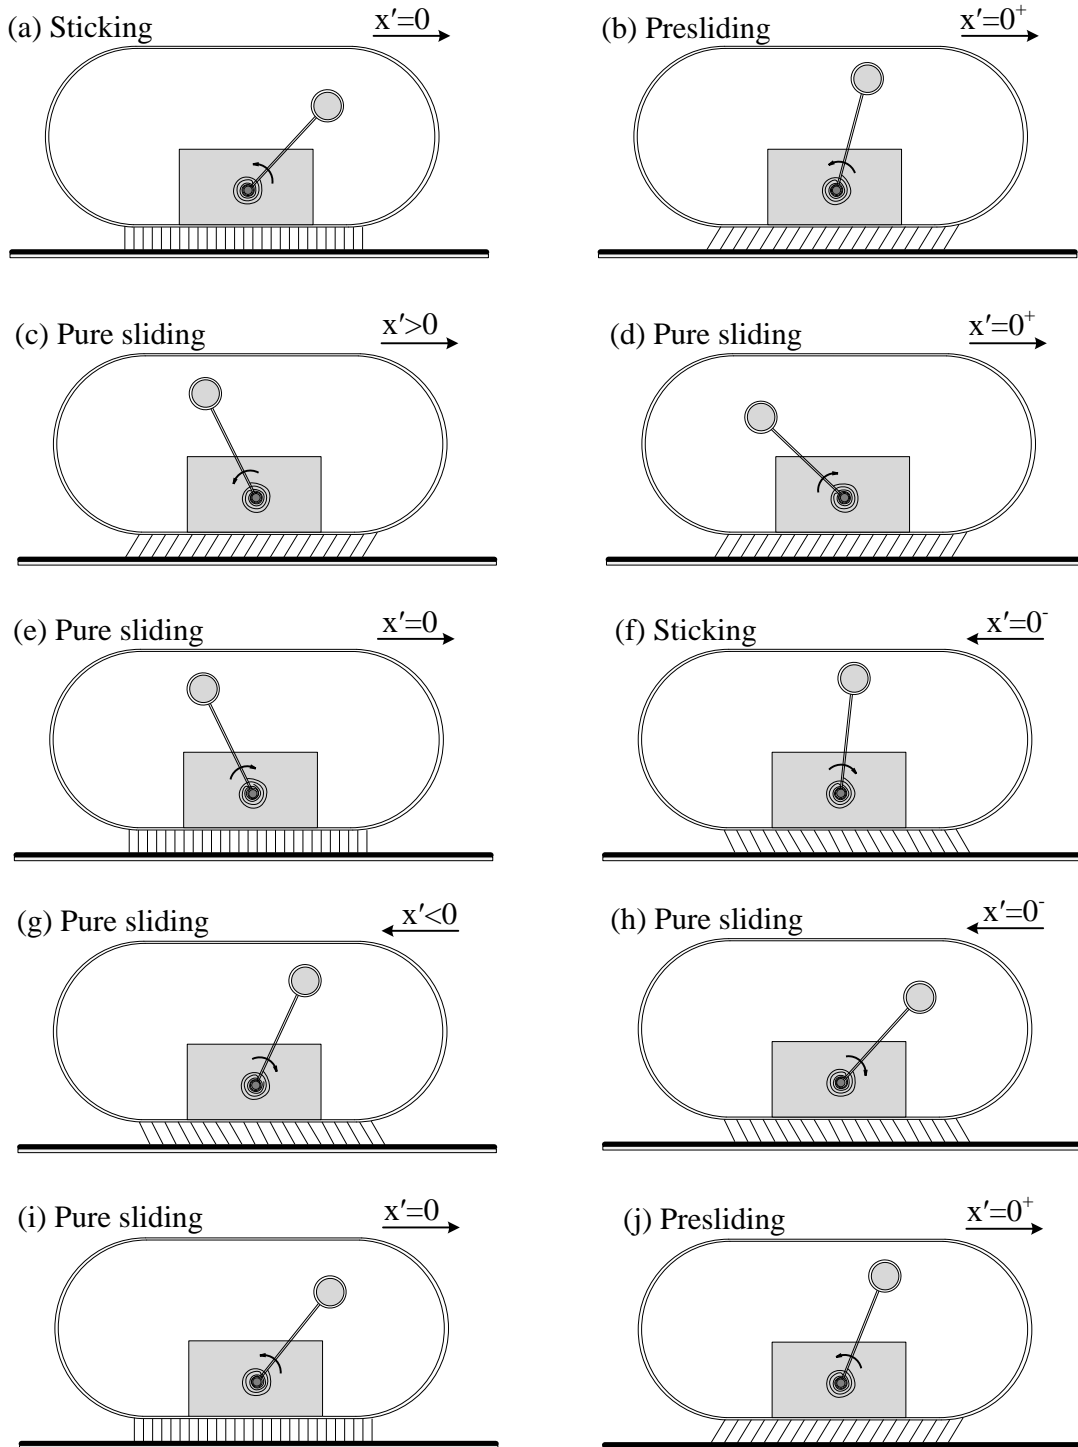 (a) Sticking x′=0
(b) Presliding x′=0⁺
(c) Pure sliding x′>0
(d) Pure sliding x′=0⁺
(e) Pure sliding x′=0
(f) Sticking x′=0⁻
(g) Pure sliding x′<0
(h) Pure sliding x′=0⁻
(i) Pure sliding x′=0
(j) Presliding x′=0⁺